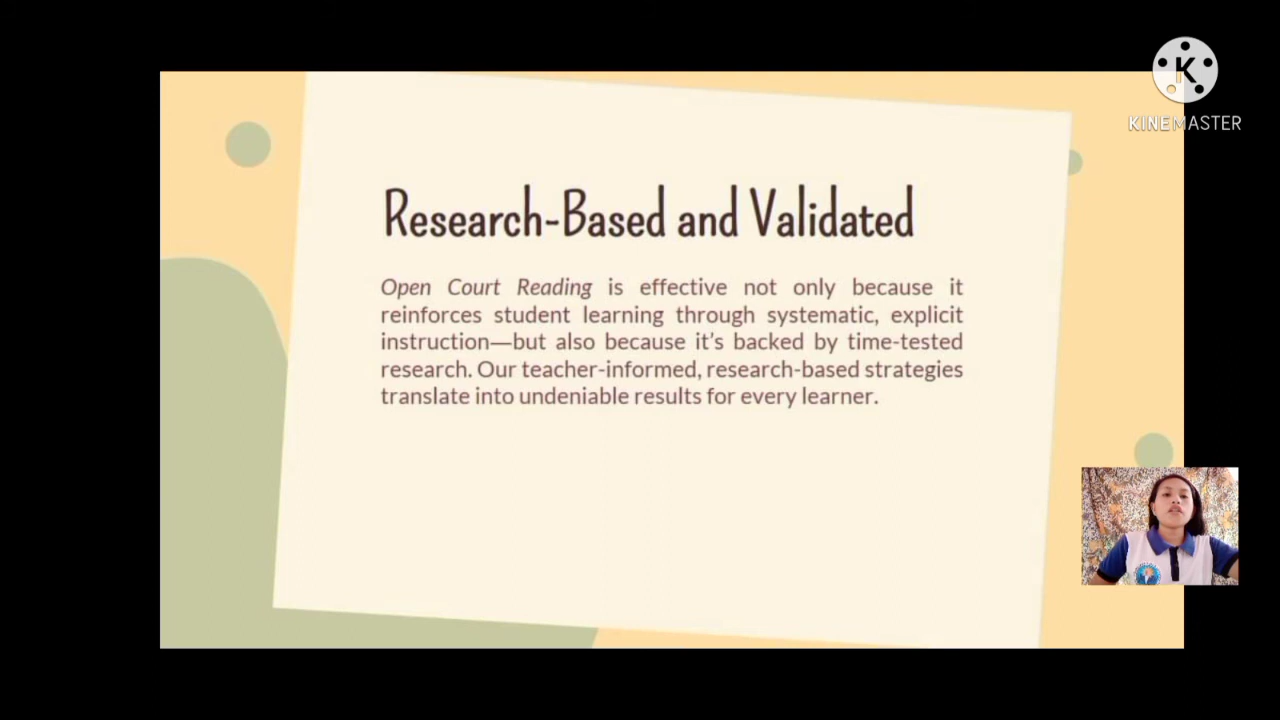 KINEMASTER
Research-Based and Validated
Open Court Reading is effective not only because it
reinforces student learning through systematic, explicit
instruction—but also because it’s backed by time-tested
research. Our teacher-informed, research-based strategies
translate into undeniable results for every learner.